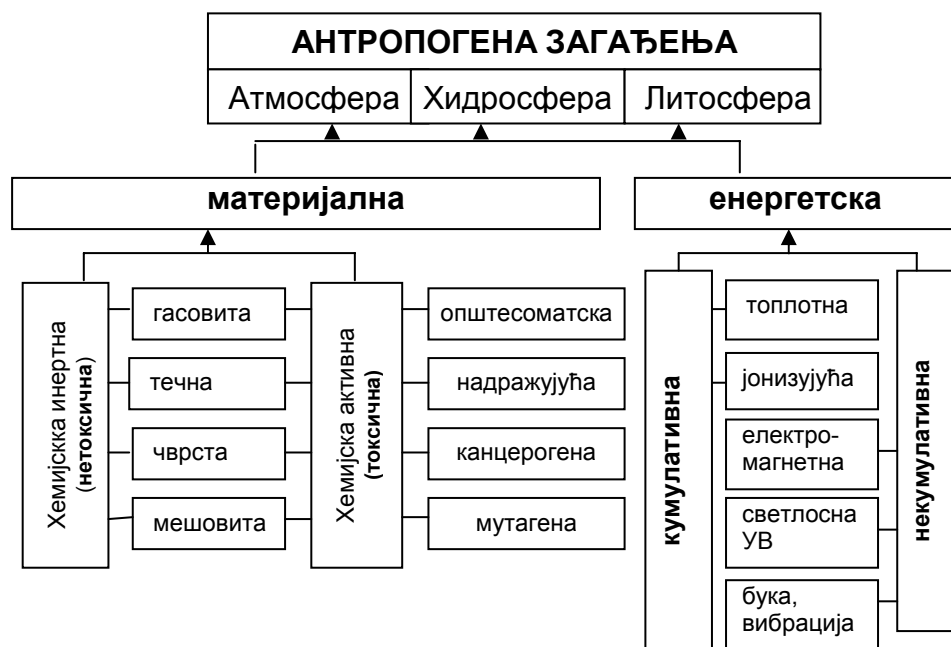 АНТРОПОГЕНА ЗАГАЂЕЊА
Атмосфера Хидросфера Литосфера
материјална
енергетска
Хемијска инертна
(нетоксична)
гасовита
течна
чврста
мешовита
Хемијска активна
(токсична)
општесоматска
надражујућа
канцерогена
мутагена
кумулативна
топлотна
јонизујућа
електро-
магнетна
светлосна
УВ
бука,
вибрација
некумулативна